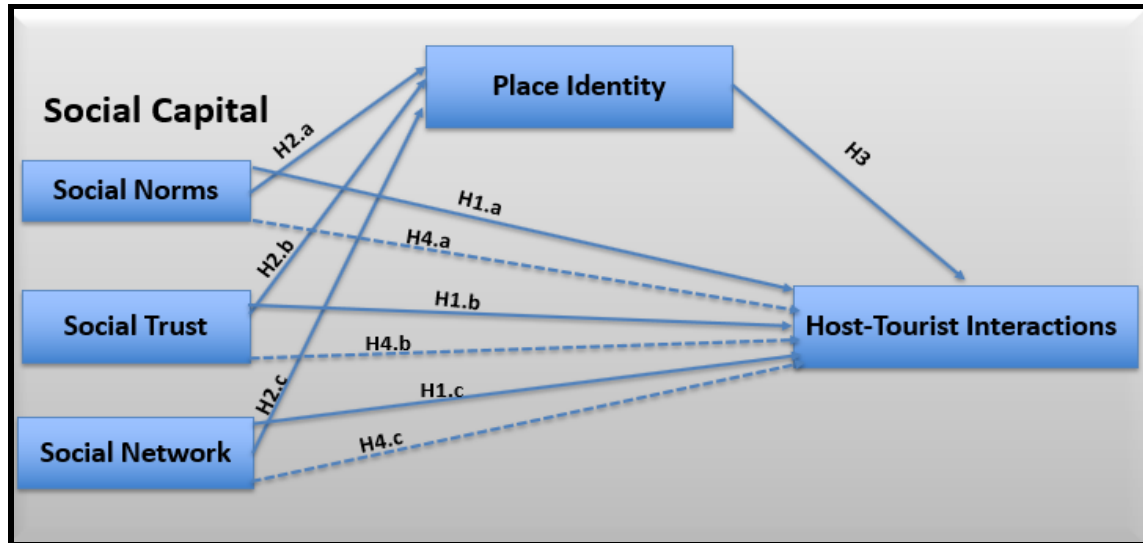 Place Identity
Social Capital
H2.a
H3
Social Norms
H1.a
H4.a
H2.b
Social Trust
H1.b
Host-Tourist Interactions
H4.b
H2.c
H1.c
Social Network
H4.c